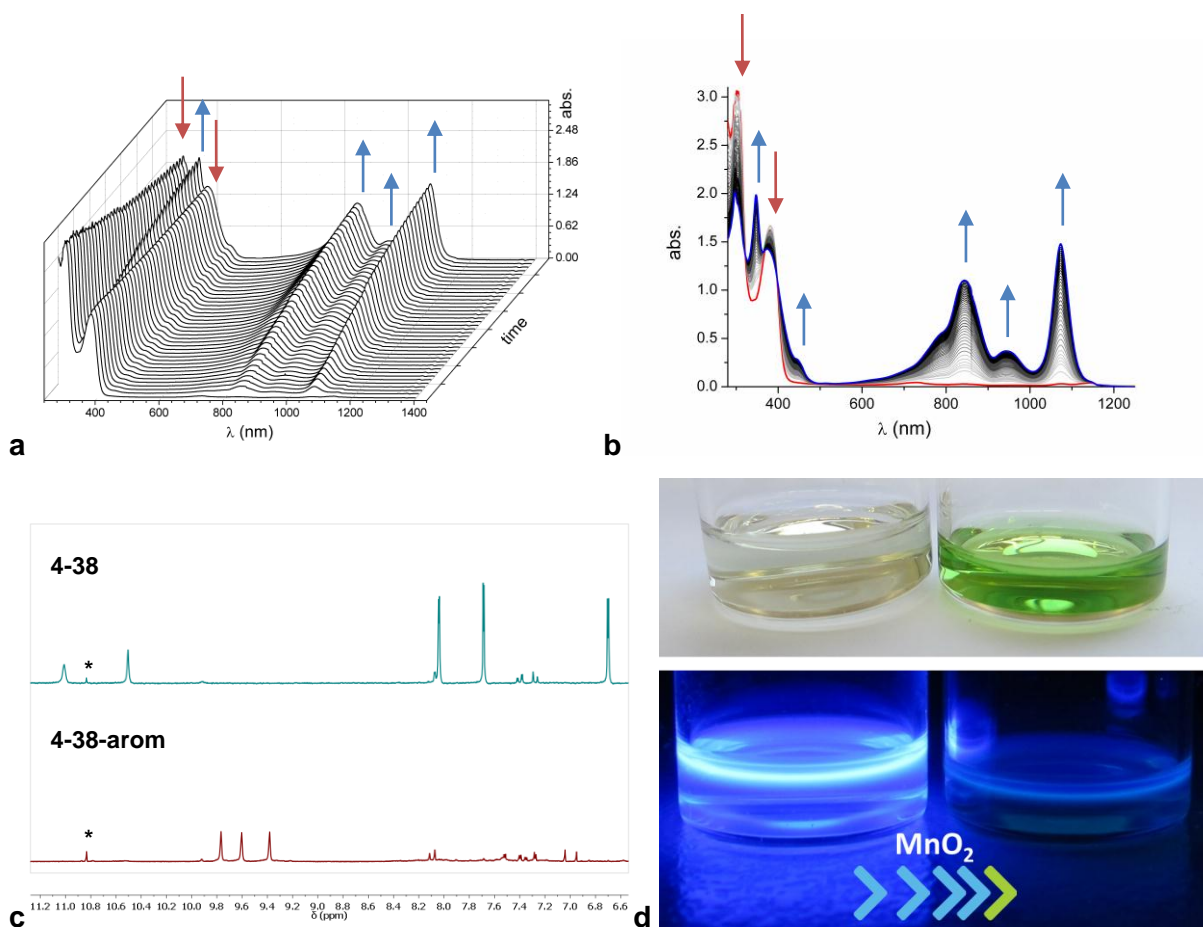 abs.
2.48
1.86
1.24
0.62
0.00
time
400 600 800 1000 1200 1400
λ (nm)
a
3.0
2.5
2.0
1.5
1.0
0.5
0.0
abs.
400 600 800 1000 1200
λ (nm)
b
4-38
*
4-38-arom
*
11.2 11.0 10.8 10.6 10.4 10.2 10.0 9.8 9.6 9.4 9.2 9.0 8.8 8.6 8.4 8.2 8.0 7.8 7.6 7.4 7.2 7.0 6.8 6.6
δ (ppm)
c
MnO₂
d